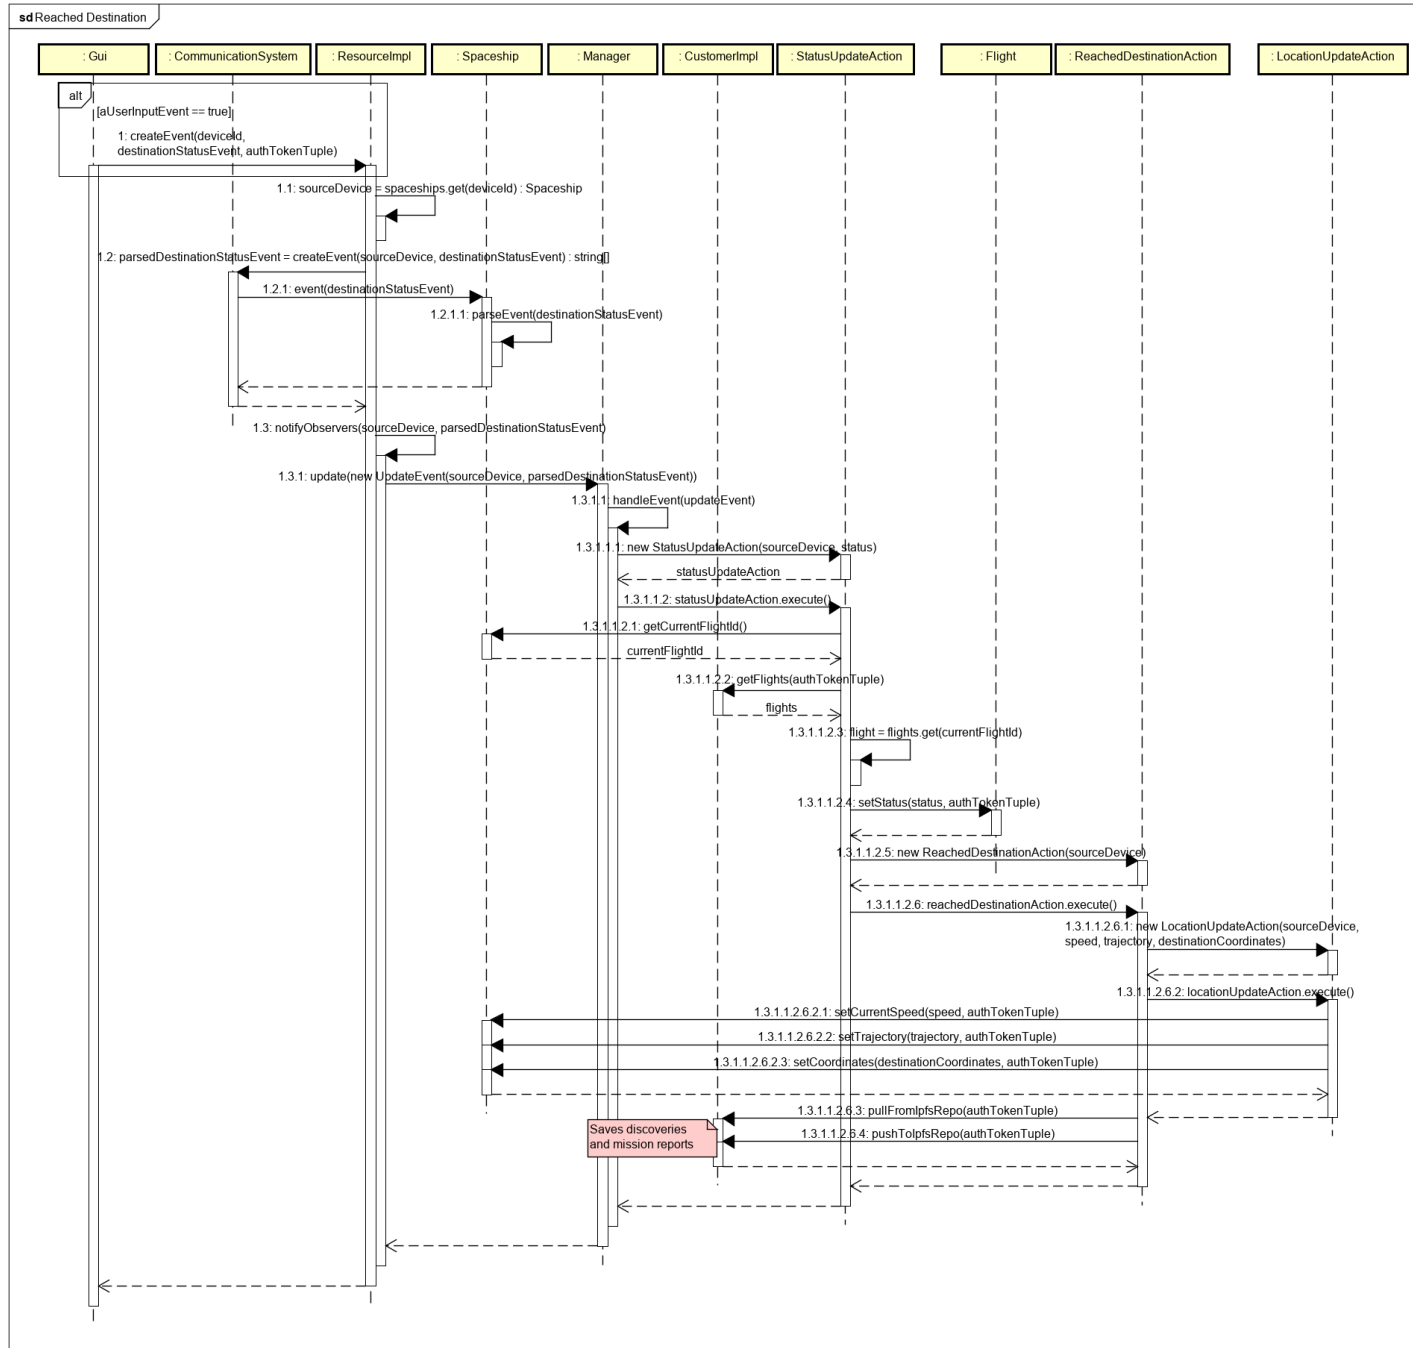 sd Reached Destination
: Gui
: CommunicationSystem
: ResourceImpl
: Spaceship
: Manager
: CustomerImpl
: StatusUpdateAction
: Flight
: ReachedDestinationAction
: LocationUpdateAction
alt
[aUserInputEvent == true]
1: createEvent(deviceId,
destinationStatusEvent, authTokenTuple)
1.1: sourceDevice = spaceships.get(deviceId) : Spaceship
1.2: parsedDestinationStatusEvent = createEvent(sourceDevice, destinationStatusEvent) : string[]
1.2.1: event(destinationStatusEvent)
1.2.1.1: parseEvent(destinationStatusEvent)
1.3: notifyObservers(sourceDevice, parsedDestinationStatusEvent)
1.3.1: update(new UpdateEvent(sourceDevice, parsedDestinationStatusEvent))
1.3.1.1: handleEvent(updateEvent)
1.3.1.1.1: new StatusUpdateAction(sourceDevice, status)
statusUpdateAction
1.3.1.1.2: statusUpdateAction.execute()
1.3.1.1.2.1: getCurrentFlightId()
currentFlightId
1.3.1.1.2.2: getFlights(authTokenTuple)
flights
1.3.1.1.2.3: flight = flights.get(currentFlightId)
1.3.1.1.2.4: setStatus(status, authTokenTuple)
1.3.1.1.2.5: new ReachedDestinationAction(sourceDevice)
1.3.1.1.2.6: reachedDestinationAction.execute()
1.3.1.1.2.6.1: new LocationUpdateAction(sourceDevice,
speed, trajectory, destinationCoordinates)
1.3.1.1.2.6.2: locationUpdateAction.execute()
1.3.1.1.2.6.2.1: setCurrentSpeed(speed, authTokenTuple)
1.3.1.1.2.6.2.2: setTrajectory(trajectory, authTokenTuple)
1.3.1.1.2.6.2.3: setCoordinates(destinationCoordinates, authTokenTuple)
1.3.1.1.2.6.3: pullFromIpfsRepo(authTokenTuple)
Saves discoveries
and mission reports
1.3.1.1.2.6.4: pushToIpfsRepo(authTokenTuple)